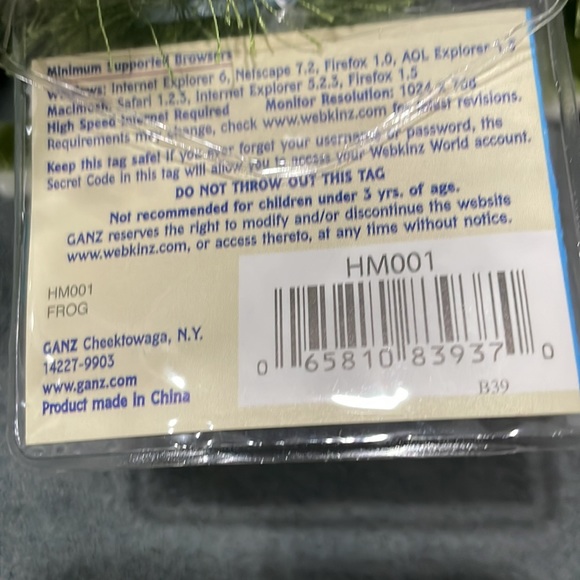 Minimum Supported Browsers
Windows: Internet Explorer 6, Netscape 7.2, Firefox 1.0, AOL Explorer 1.5
Macintosh: Safari 1.2.3, Internet Explorer 5.2.3, Firefox 1.5
High Speed Internet Required Monitor Resolution: 1024 x 768
Requirements may change, check www.webkinz.com for latest revisions.
Keep this tag safe! If you ever forget your username or password, the
Secret Code in this tag will allow you to access your Webkinz World account.
DO NOT THROW OUT THIS TAG
Not recommended for children under 3 yrs. of age.
GANZ reserves the right to modify and/or discontinue the website
www.webkinz.com, or access thereto, at any time without notice.
HM001
FROG
GANZ Cheektowaga, N.Y.
14227-9903
www.ganz.com
Product made in China
HM001
0 65810 83937 0
B39